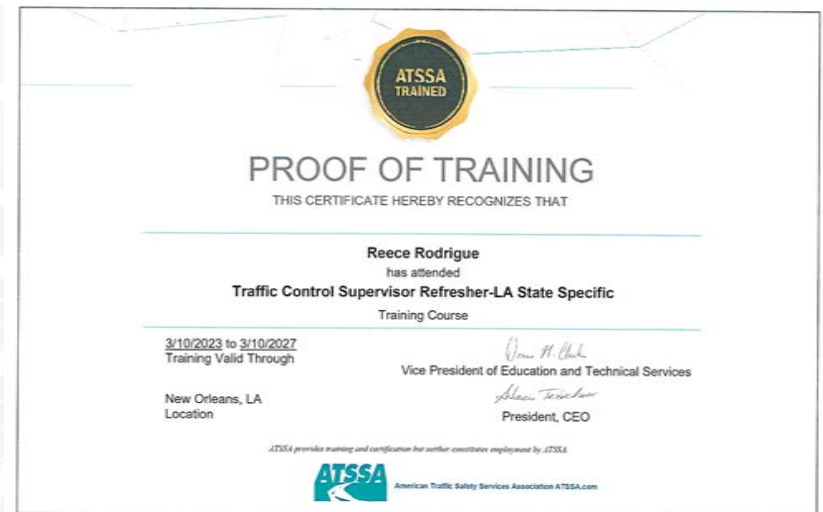 ATSSA
TRAINED
PROOF OF TRAINING
THIS CERTIFICATE HEREBY RECOGNIZES THAT
Reece Rodrigue
has attended
Traffic Control Supervisor Refresher-LA State Specific
Training Course
3/10/2023 to 3/10/2027
Training Valid Through
Vice President of Education and Technical Services
New Orleans, LA
Location
President, CEO
ATSSA provides training and certification but neither constitutes employment by ATSSA.
ATSSA
American Traffic Safety Services Association ATSSA.com